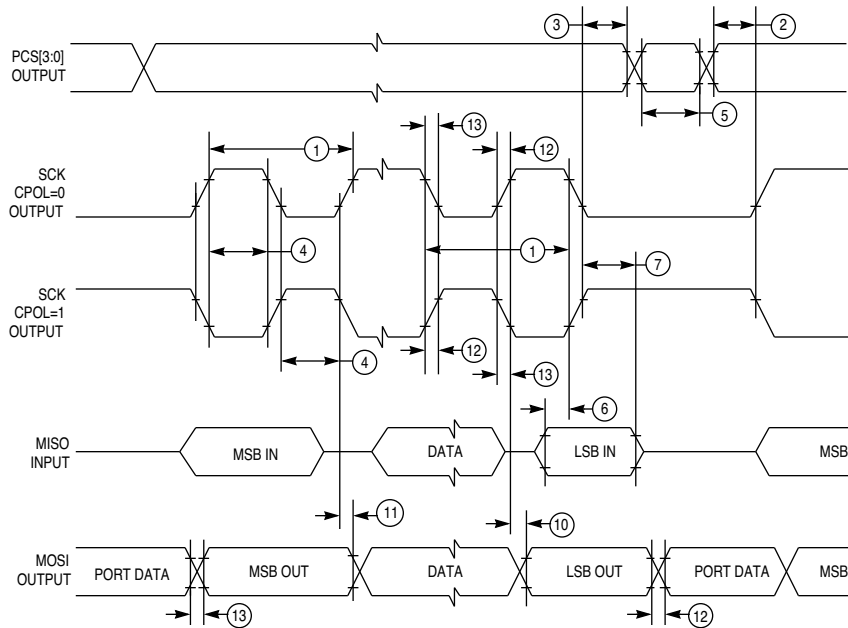 3
2
PCS[3:0]
OUTPUT
5
13
1
12
SCK
CPOL=0
OUTPUT
4
1
7
SCK
CPOL=1
OUTPUT
4
12
13
6
MISO
INPUT
MSB IN
DATA
LSB IN
MSB
11
10
MOSI
OUTPUT
PORT DATA
MSB OUT
DATA
LSB OUT
PORT DATA
MSB
13
12